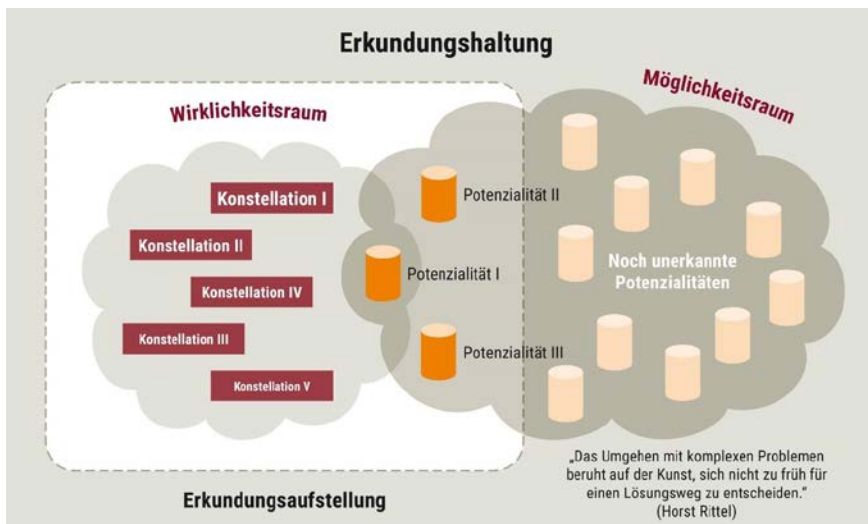 Erkundungshaltung
Wirklichkeitsraum
Möglichkeitsraum
Konstellation I
Konstellation II
Konstellation IV
Konstellation III
Konstellation V
Potenzialität II
Potenzialität I
Potenzialität III
Noch unerkannte
Potenzialitäten
Erkundungsaufstellung
„Das Umgehen mit komplexen Problemen
beruht auf der Kunst, sich nicht zu früh für
einen Lösungsweg zu entscheiden.“
(Horst Rittel)